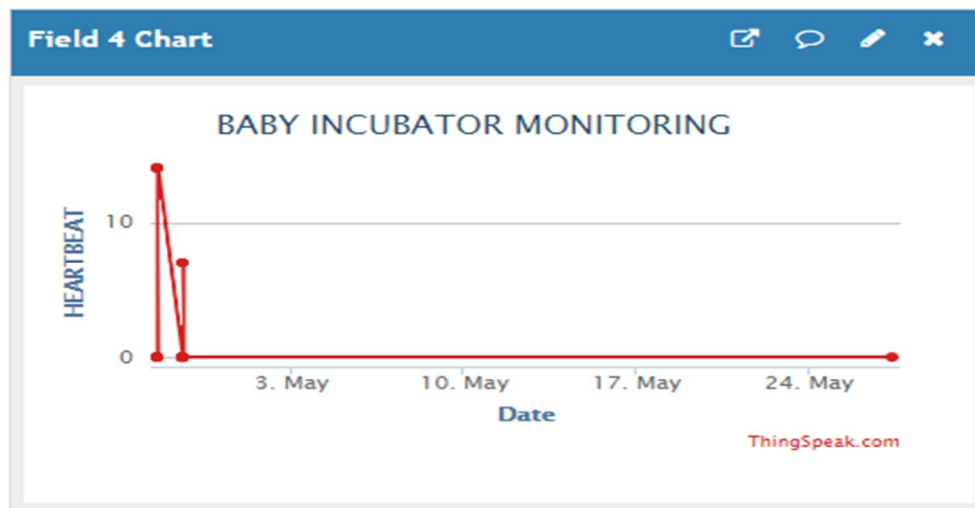 Field 4 Chart
BABY INCUBATOR MONITORING
HEARTBEAT
10
0
3. May
10. May
17. May
24. May
Date
ThingSpeak.com